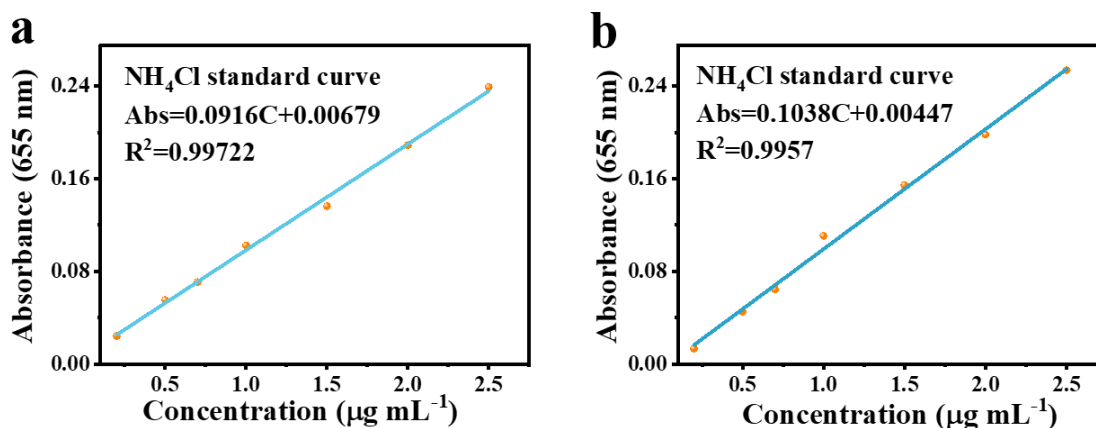 a
NH₄Cl standard curve
Abs=0.0916C+0.00679
R²=0.99722
Absorbance (655 nm)
0.24
0.16
0.08
0.00
0.5 1.0 1.5 2.0 2.5
Concentration (μg mL⁻¹)
b
NH₄Cl standard curve
Abs=0.1038C+0.00447
R²=0.9957
Absorbance (655 nm)
0.24
0.16
0.08
0.00
0.5 1.0 1.5 2.0 2.5
Concentration (μg mL⁻¹)